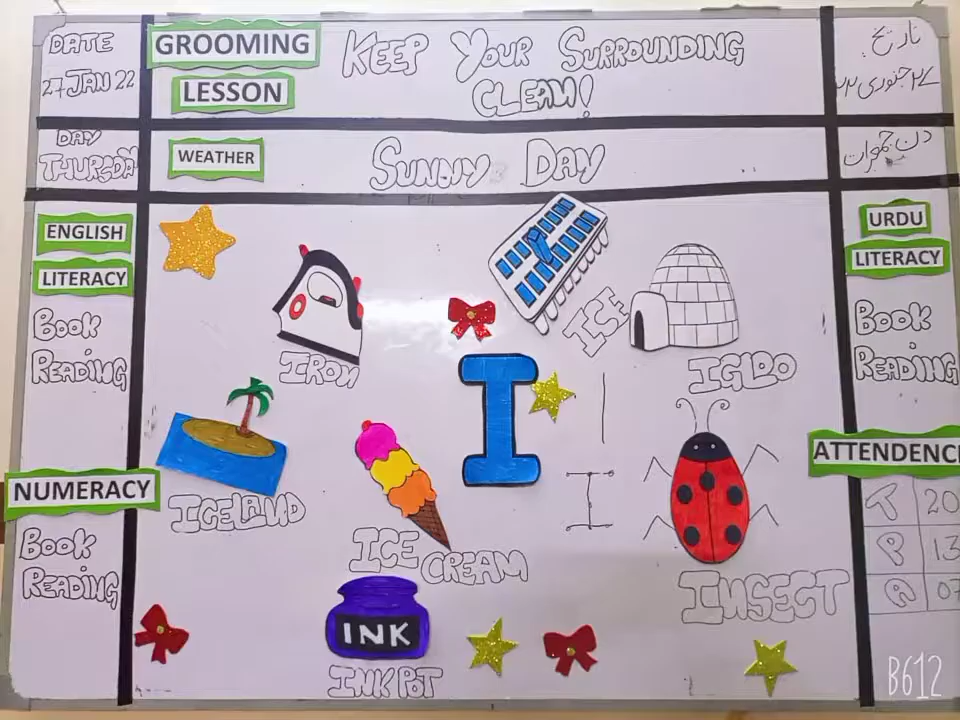 DATE
27 JAN 22
GROOMING
LESSON
KEEP YOUR SURROUNDING
CLEAN!
تاریخ
۲۷ جنوری ۲۲
DAY
THURSDAY
WEATHER
SUNNY DAY
دن جمعرات
ENGLISH
LITERACY
BOOK
READING
NUMERACY
BOOK
READING
IRON
ICE
IGLOO
I
I
ICELAND
ICE CREAM
INSECT
INK
INKPOT
URDU
LITERACY
BOOK
READING
ATTENDENCE
T 20
P 13
A 07
B612